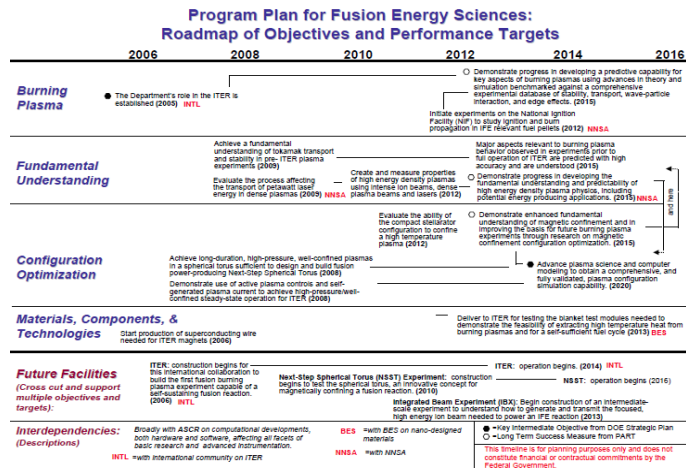 Program Plan for Fusion Energy Sciences:
Roadmap of Objectives and Performance Targets
2006 2008 2010 2012 2014 2016
Burning
Plasma
The Department's role in the ITER is
established (2005) INTL
Demonstrate progress in developing a predictive capability for
key aspects of burning plasmas using advances in theory and
simulation benchmarked against a comprehensive
experimental database of stability, transport, wave-particle
interaction, and edge effects. (2015)
Initiate experiments on the National Ignition
Facility (NIF) to study ignition and burn
propagation in IFE relevant fuel pellets (2012) NNSA
Fundamental
Understanding
Achieve a fundamental
understanding of tokamak transport
and stability in pre- ITER plasma
experiments (2009)
Evaluate the process affecting
the transport of petawatt laser
energy in dense plasmas (2009) NNSA
Create and measure properties
of high energy density plasmas
using intense ion beams, dense
plasma beams and lasers (2012)
Major aspects relevant to burning plasma
behavior observed in experiments prior to
full operation of ITER are predicted with high
accuracy and are understood (2015)
Demonstrate progress in developing the
fundamental understanding and predictability of
high energy density plasma physics, including
potential energy producing applications. (2015) NNSA
and here
Configuration
Optimization
Evaluate the ability of
the compact stellarator
configuration to confine
a high temperature
plasma (2012)
Demonstrate enhanced fundamental
understanding of magnetic confinement and in
improving the basis for future burning plasma
experiments through research on magnetic
confinement configuration optimization. (2015)
Achieve long-duration, high-pressure, well-confined plasmas
in a spherical torus sufficient to design and build fusion
power-producing Next-Step Spherical Torus (2008)
Demonstrate use of active plasma controls and self-
generated plasma current to achieve high-pressure/well-
confined steady-state operation for ITER (2008)
Advance plasma science and computer
modeling to obtain a comprehensive, and
fully validated, plasma configuration
simulation capability. (2020)
Materials, Components, &
Technologies
Start production of superconducting wire
needed for ITER magnets (2006)
Deliver to ITER for testing the blanket test modules needed to
demonstrate the feasibility of extracting high temperature heat from
burning plasmas and for a self-sufficient fuel cycle (2013) BES
Future Facilities
(Cross cut and support
multiple objectives and
targets):
ITER: construction begins for
this international collaboration to
build the first fusion burning plasma
experiment capable of a
self-sustaining fusion reaction.
(2006) INTL
Next-Step Spherical Torus (NSST) Experiment: construction
begins to test the spherical torus, an innovative concept for
magnetically confining a fusion reaction. (2010)
ITER: operation begins. (2014) INTL
NSST: operation begins (2016)
Integrated Beam Experiment (IBX): Begin construction of an intermediate-
scale experiment to understand how to generate and transmit the focused,
high energy ion beam needed to power an IFE reaction (2013)
Interdependencies:
(Descriptions)
Broadly with ASCR on computational developments,
both hardware and software, affecting all facets of
basic research and advanced Instrumentation.
INTL =with International community on ITER
BES =with BES on nano-designed
materials
NNSA =with NNSA
=Key Intermediate Objective from DOE Strategic Plan
=Long Term Success Measure from PART
This timeline is for planning purposes only and does not
constitute financial or contractual commitments by the
Federal Government.